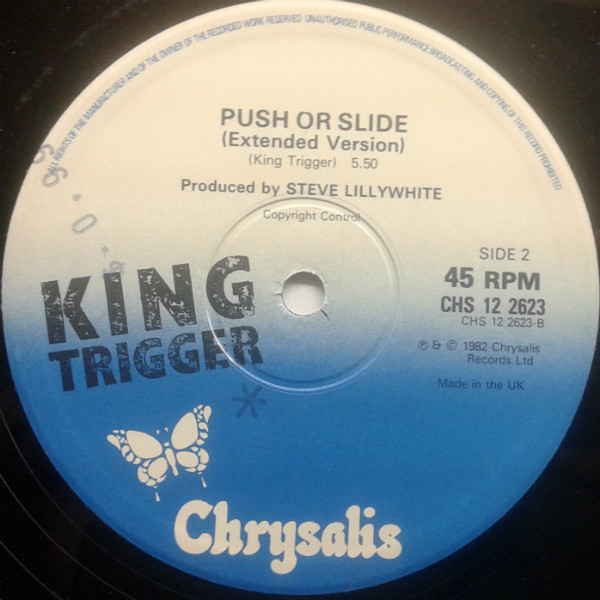 ALL RIGHTS OF THE MANUFACTURER AND OF THE OWNER OF THE RECORDED WORK RESERVED UNAUTHORISED PUBLIC PERFORMANCE BROADCASTING AND COPYING OF THIS RECORD PROHIBITED
PUSH OR SLIDE
(Extended Version)
(King Trigger) 5.50
Produced by STEVE LILLYWHITE
Copyright Control
SIDE 2
45 RPM
CHS 12 2623
CHS 12 2623-B
℗ & © 1982 Chrysalis
Records Ltd
Made in the UK
KING
TRIGGER
*
Chrysalis